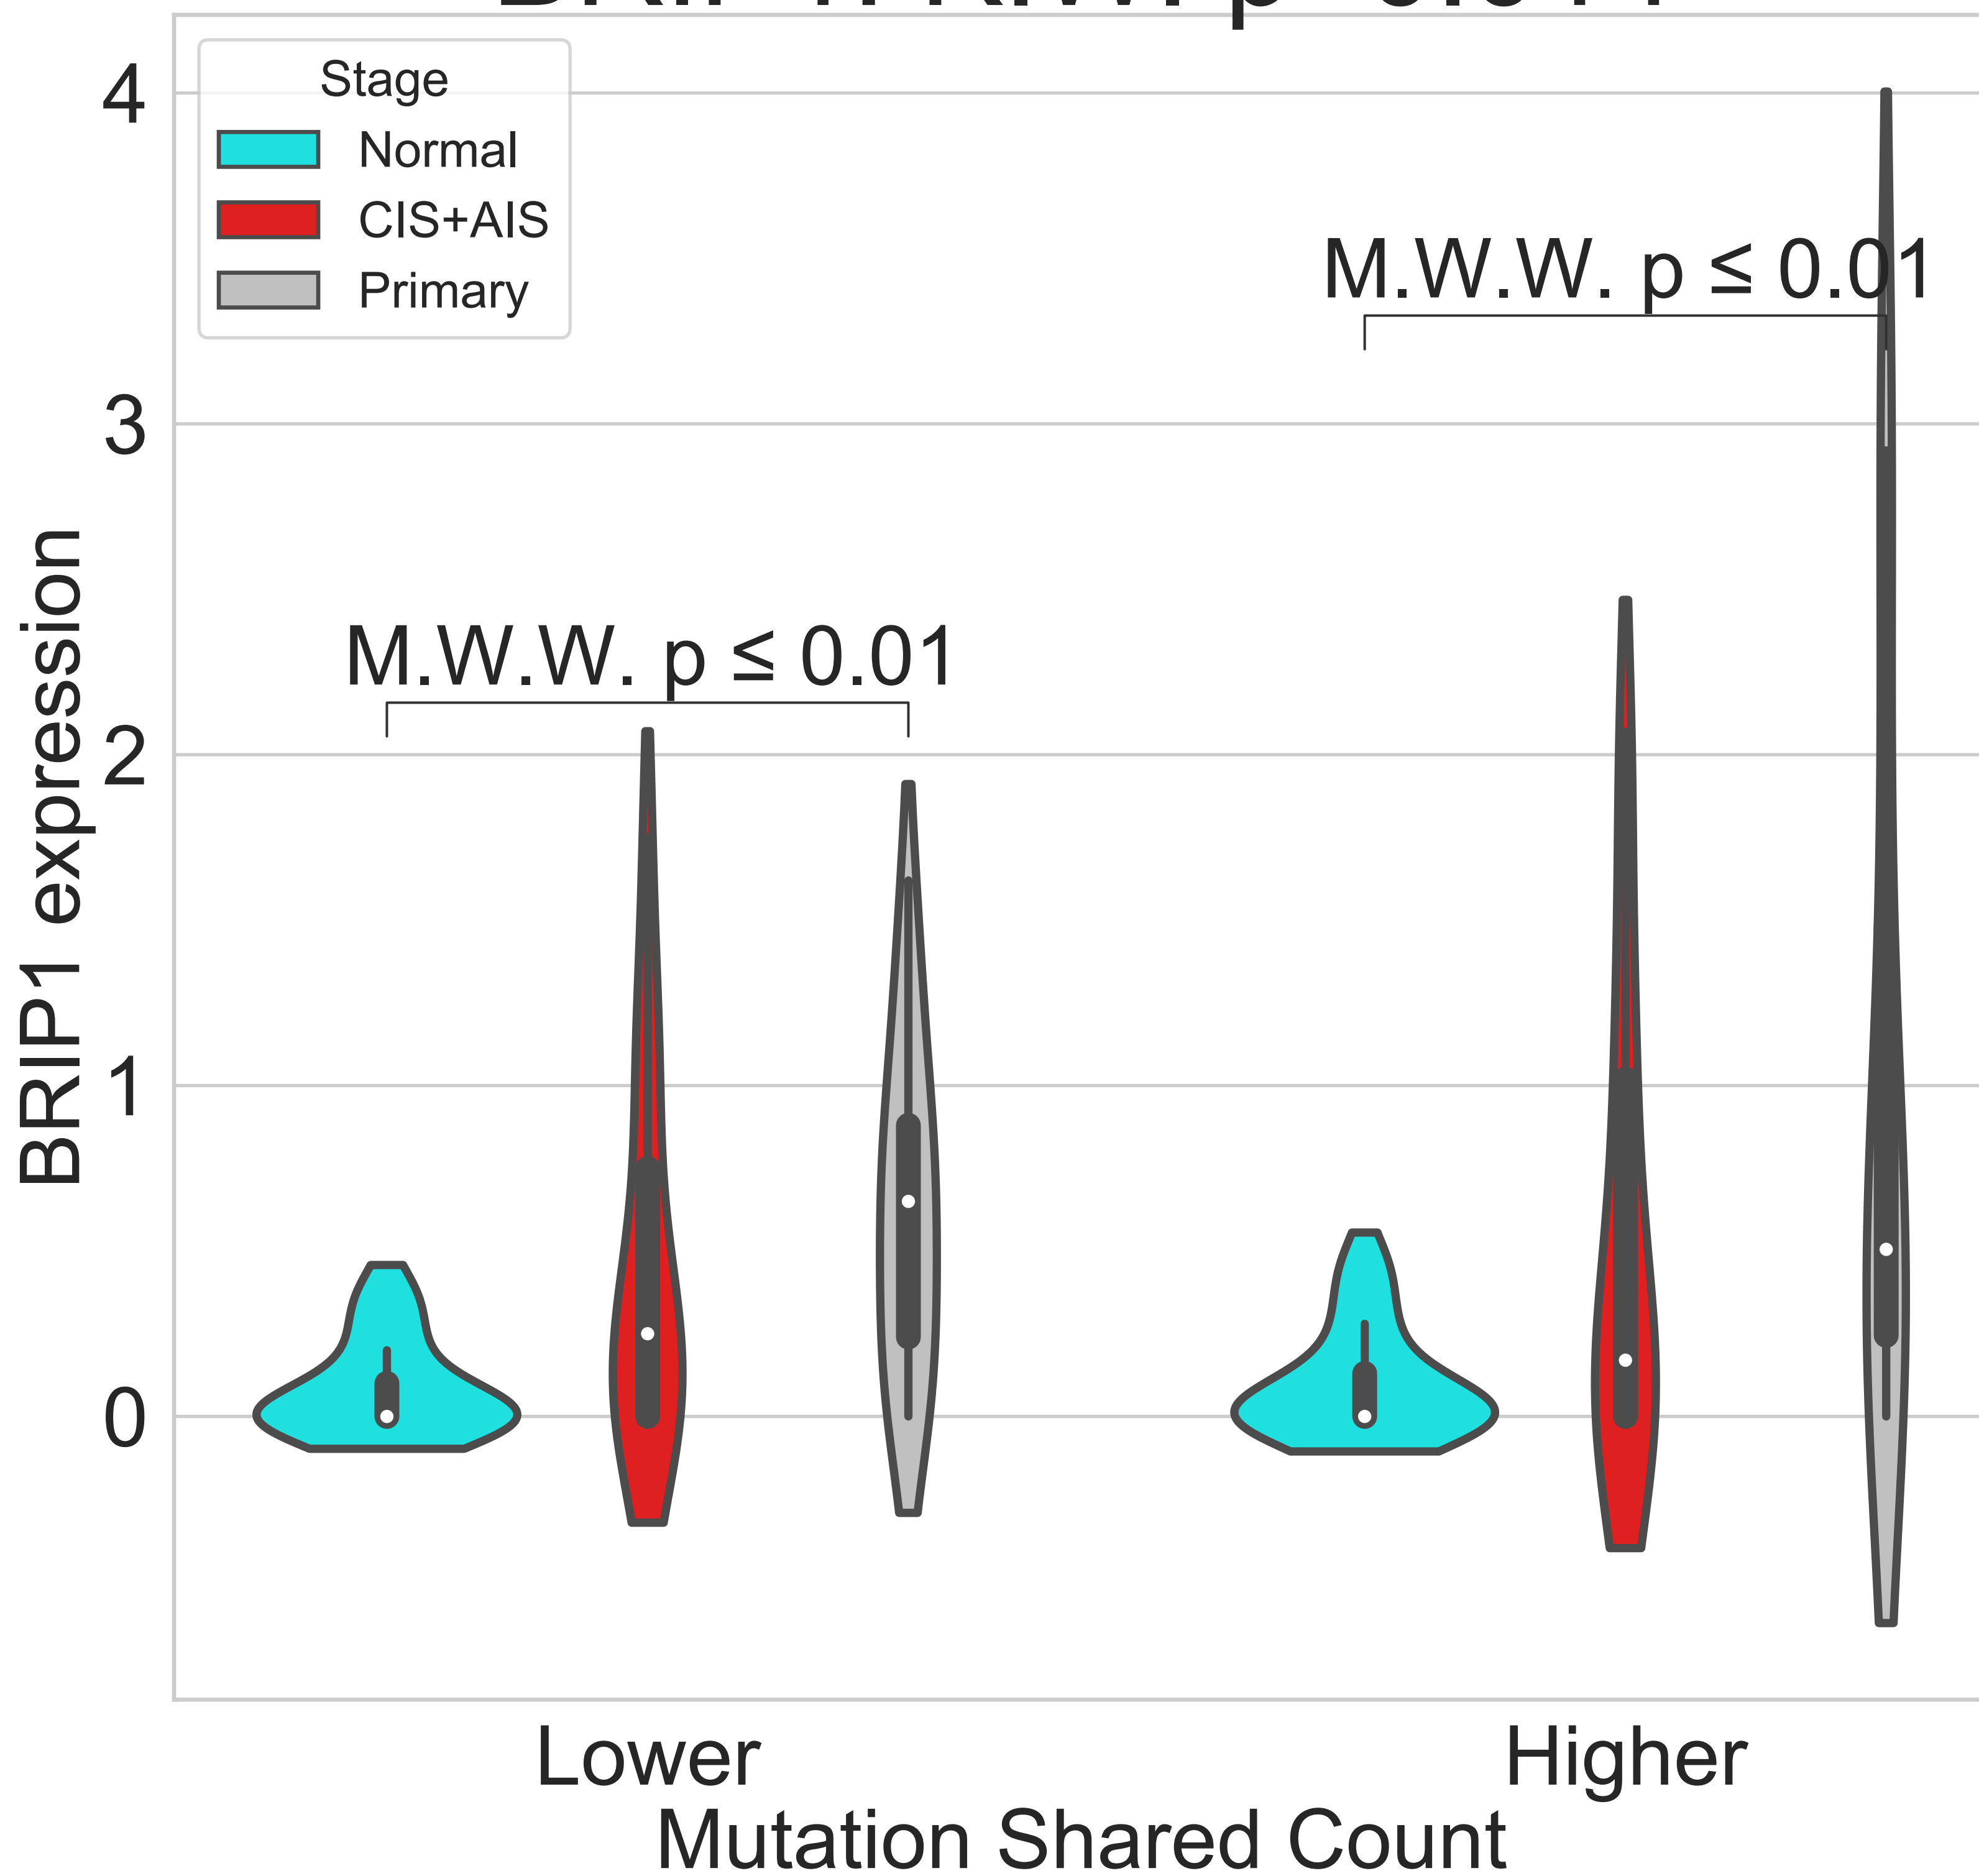 Stage
Normal
CIS+AIS
Primary
M.W.W. p ≤ 0.01
M.W.W. p ≤ 0.01
4
3
2
1
0
BRIP1 expression
Lower
Higher
Mutation Shared Count